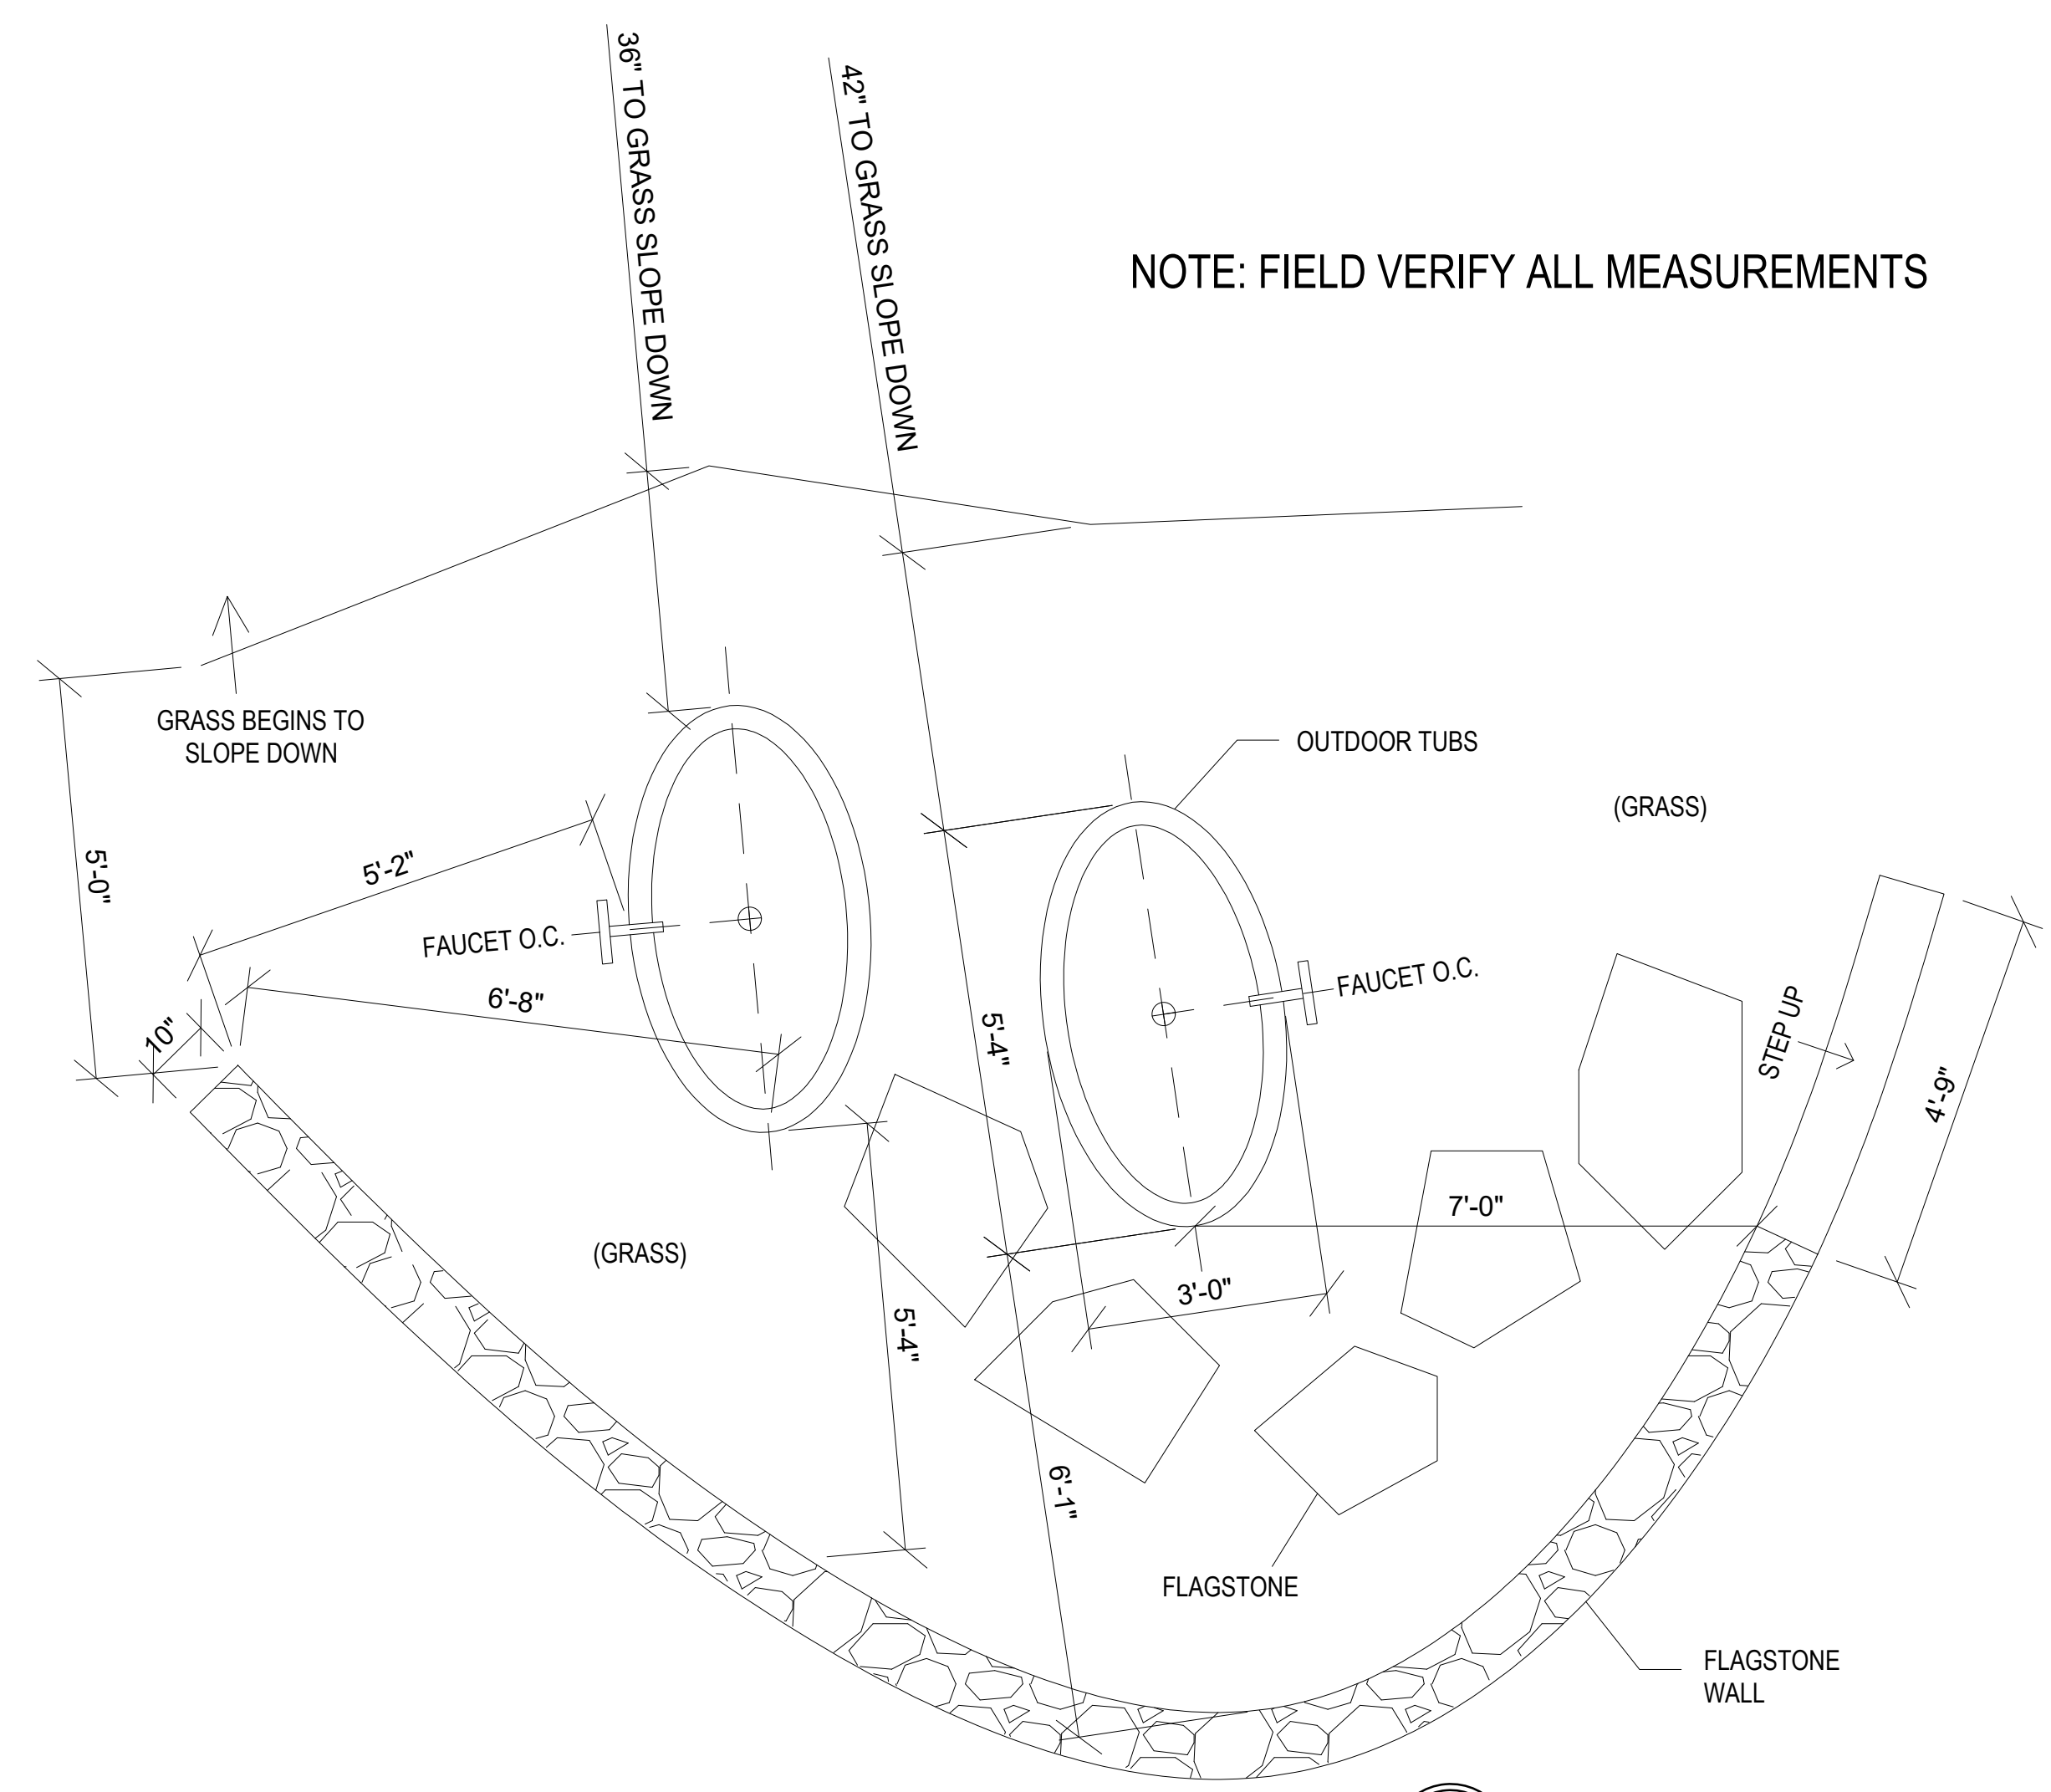 36" TO GRASS SLOPE DOWN
42" TO GRASS SLOPE DOWN
NOTE: FIELD VERIFY ALL MEASUREMENTS
GRASS BEGINS TO
SLOPE DOWN
OUTDOOR TUBS
(GRASS)
5'-0"
5'-2"
FAUCET O.C.
FAUCET O.C.
6'-8"
10"
5'-4"
STEP UP
4'-9"
7'-0"
(GRASS)
3'-0"
5'-4"
6'-1"
FLAGSTONE
FLAGSTONE
WALL